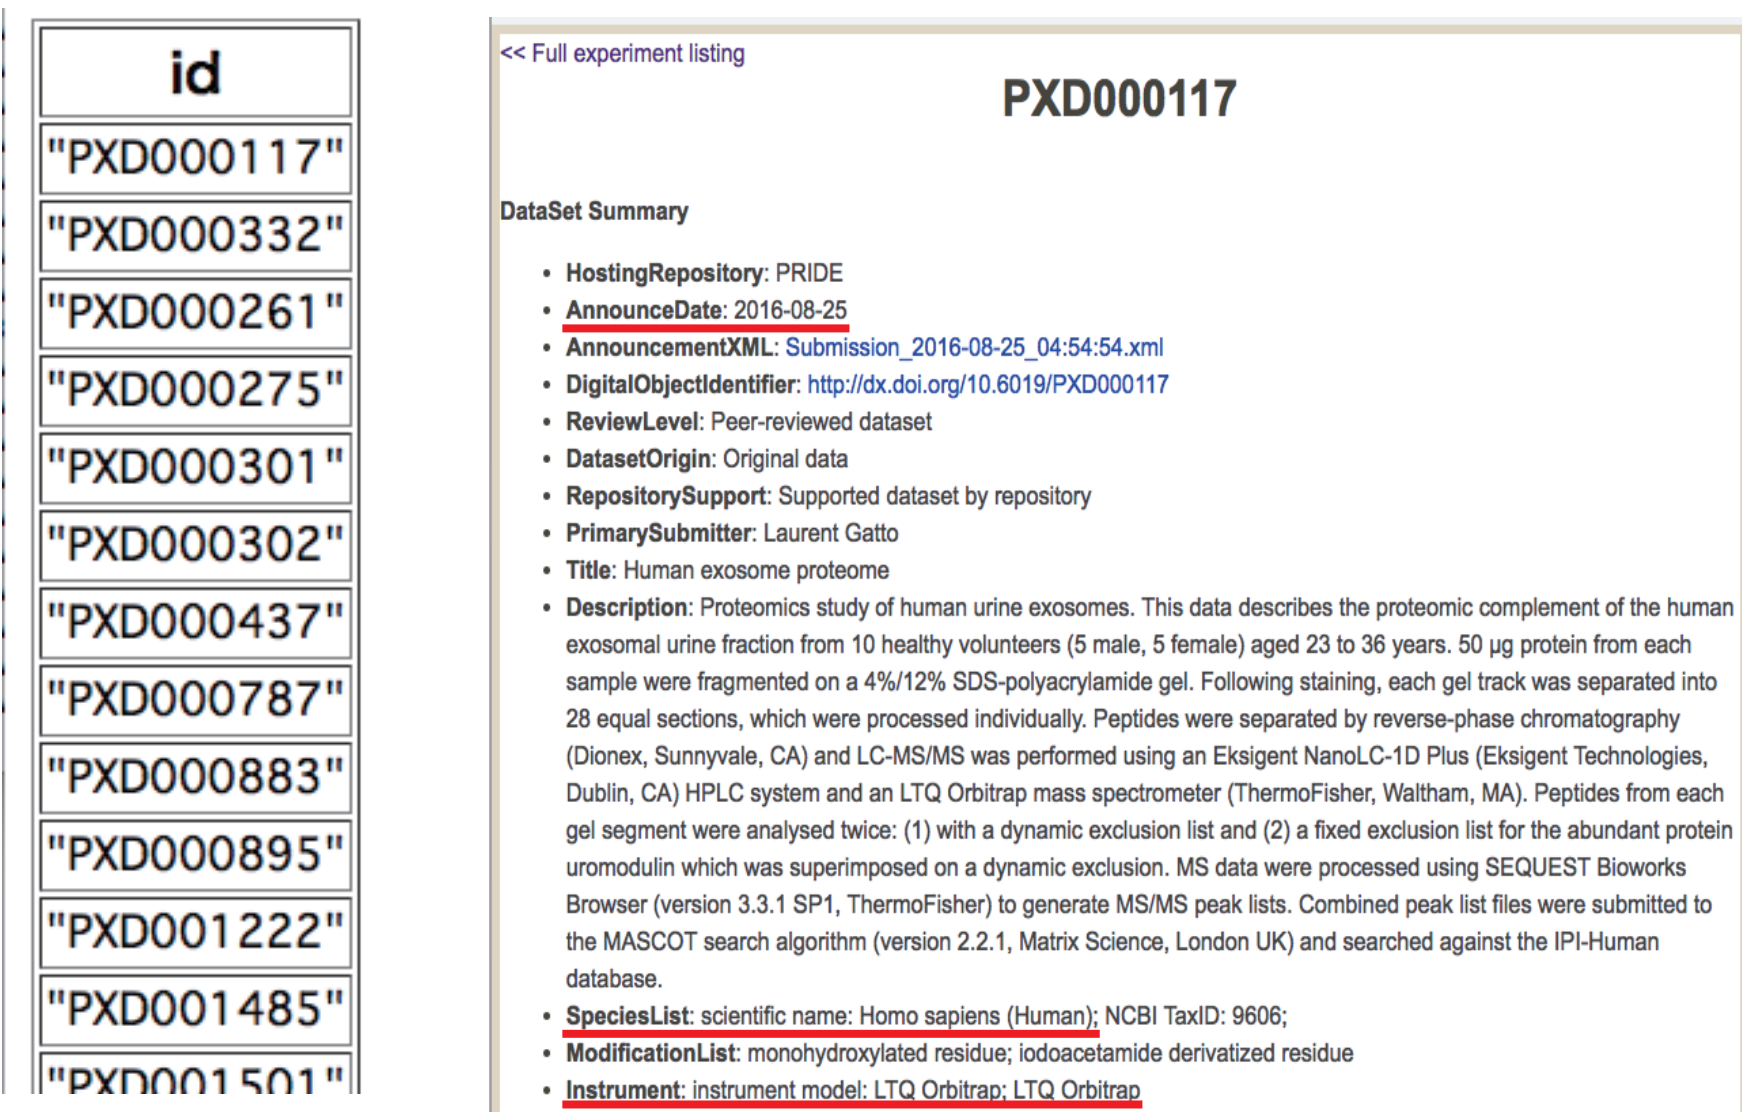 id
"PXD000117"
"PXD000332"
"PXD000261"
"PXD000275"
"PXD000301"
"PXD000302"
"PXD000437"
"PXD000787"
"PXD000883"
"PXD000895"
"PXD001222"
"PXD001485"
"PXD001501"
<< Full experiment listing
PXD000117
DataSet Summary
• HostingRepository: PRIDE
• AnnounceDate: 2016-08-25
• AnnouncementXML: Submission_2016-08-25_04:54:54.xml
• DigitalObjectIdentifier: http://dx.doi.org/10.6019/PXD000117
• ReviewLevel: Peer-reviewed dataset
• DatasetOrigin: Original data
• RepositorySupport: Supported dataset by repository
• PrimarySubmitter: Laurent Gatto
• Title: Human exosome proteome
• Description: Proteomics study of human urine exosomes. This data describes the proteomic complement of the human
exosomal urine fraction from 10 healthy volunteers (5 male, 5 female) aged 23 to 36 years. 50 μg protein from each
sample were fragmented on a 4%/12% SDS-polyacrylamide gel. Following staining, each gel track was separated into
28 equal sections, which were processed individually. Peptides were separated by reverse-phase chromatography
(Dionex, Sunnyvale, CA) and LC-MS/MS was performed using an Eksigent NanoLC-1D Plus (Eksigent Technologies,
Dublin, CA) HPLC system and an LTQ Orbitrap mass spectrometer (ThermoFisher, Waltham, MA). Peptides from each
gel segment were analysed twice: (1) with a dynamic exclusion list and (2) a fixed exclusion list for the abundant protein
uromodulin which was superimposed on a dynamic exclusion. MS data were processed using SEQUEST Bioworks
Browser (version 3.3.1 SP1, ThermoFisher) to generate MS/MS peak lists. Combined peak list files were submitted to
the MASCOT search algorithm (version 2.2.1, Matrix Science, London UK) and searched against the IPI-Human
database.
• SpeciesList: scientific name: Homo sapiens (Human); NCBI TaxID: 9606;
• ModificationList: monohydroxylated residue; iodoacetamide derivatized residue
• Instrument: instrument model: LTQ Orbitrap; LTQ Orbitrap